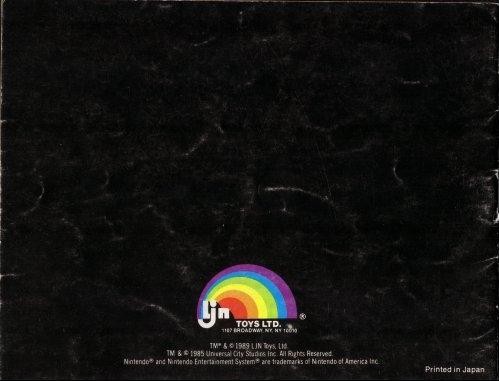 LJN
TOYS LTD. ®
1107 BROADWAY, NY, NY 10010
TM® & © 1989 LJN Toys, Ltd.
TM & © 1985 Universal City Studios Inc. All Rights Reserved.
Nintendo® and Nintendo Entertainment System® are trademarks of Nintendo of America Inc.
Printed in Japan